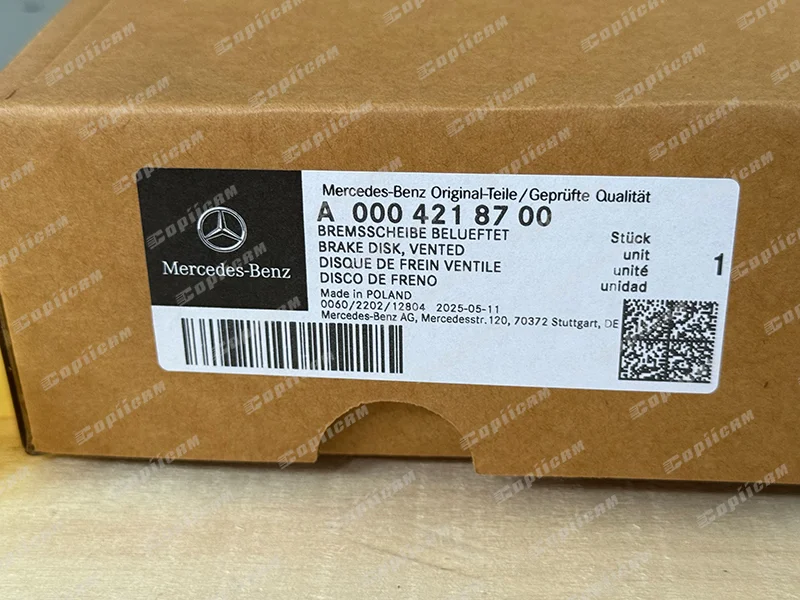 Mercedes-Benz
Mercedes-Benz Original-Teile/Geprüfte Qualität
A 000 421 87 00
BREMSSCHEIBE BELUEFTET
BRAKE DISK, VENTED
DISQUE DE FREIN VENTILE
DISCO DE FRENO
Stück
unit
unité
unidad
1
Made in POLAND
0060/2202/12804 2025-05-11
Mercedes-Benz AG, Mercedesstr.120, 70372 Stuttgart, DE
Copiicam